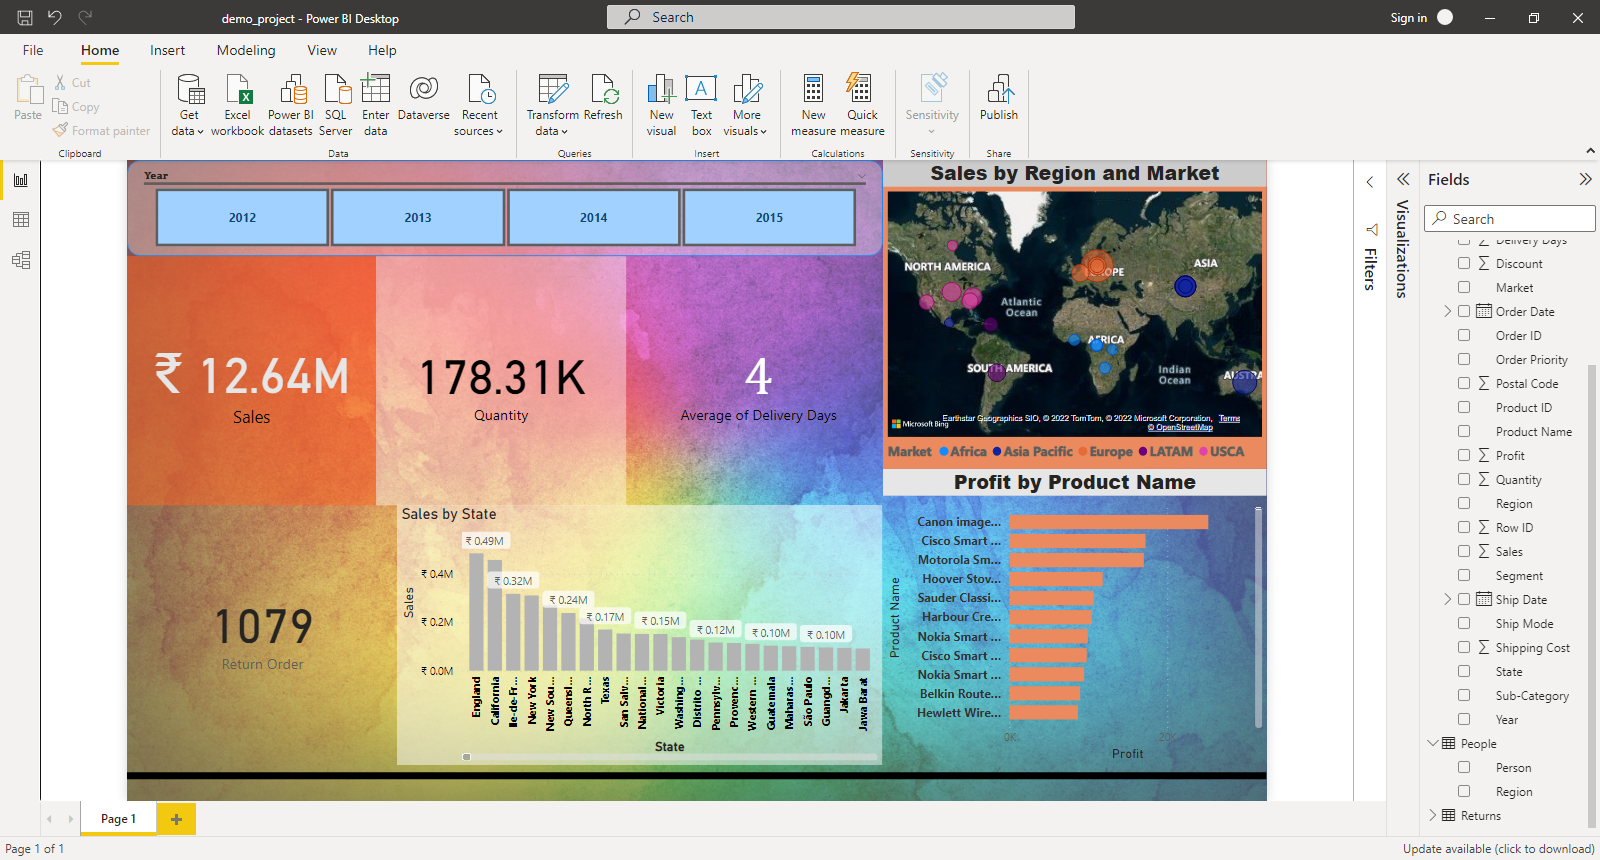 demo_project - Power BI Desktop
Search
Sign in
File
Home
Insert
Modeling
View
Help
Paste
Cut
Copy
Format painter
Clipboard
Get data
Excel workbook
Power BI datasets
SQL Server
Enter data
Dataverse
Recent sources
Data
Transform data
Refresh
Queries
New visual
Text box
More visuals
Insert
New measure
Quick measure
Calculations
Sensitivity
Sensitivity
Publish
Share
Year
2012
2013
2014
2015
₹ 12.64M
Sales
178.31K
Quantity
4
Average of Delivery Days
1079
Return Order
Sales by State
Sales
₹ 0.4M
₹ 0.2M
₹ 0.0M
₹ 0.49M
₹ 0.32M
₹ 0.24M
₹ 0.17M
₹ 0.15M
₹ 0.12M
₹ 0.10M
₹ 0.10M
England
California
Ile-de-Fr...
New York
New Sou...
Queensl...
North R...
Texas
San Salv...
National...
Victoria
Washing...
Distrito ...
Pennsylv...
Provenc...
Western ...
Guatemala
Maharas...
São Paulo
Guangd...
Jakarta
Jawa Barat
State
Sales by Region and Market
NORTH AMERICA
ASIA
Atlantic Ocean
AFRICA
SOUTH AMERICA
Indian Ocean
Microsoft Bing
Earthstar Geographics SIO, © 2022 TomTom, © 2022 Microsoft Corporation, Terms
© OpenStreetMap
Market Africa Asia Pacific Europe LATAM USCA
Profit by Product Name
Product Name
Canon image...
Cisco Smart ...
Motorola Sm...
Hoover Stov...
Sauder Classi...
Harbour Cre...
Nokia Smart ...
Cisco Smart ...
Nokia Smart ...
Belkin Route...
Hewlett Wire...
0K
20K
Profit
Filters
Visualizations
Fields
Search
Delivery Days
Discount
Market
Order Date
Order ID
Order Priority
Postal Code
Product ID
Product Name
Profit
Quantity
Region
Row ID
Sales
Segment
Ship Date
Ship Mode
Shipping Cost
State
Sub-Category
Year
People
Person
Region
Returns
Page 1
Page 1 of 1
Update available (click to download)